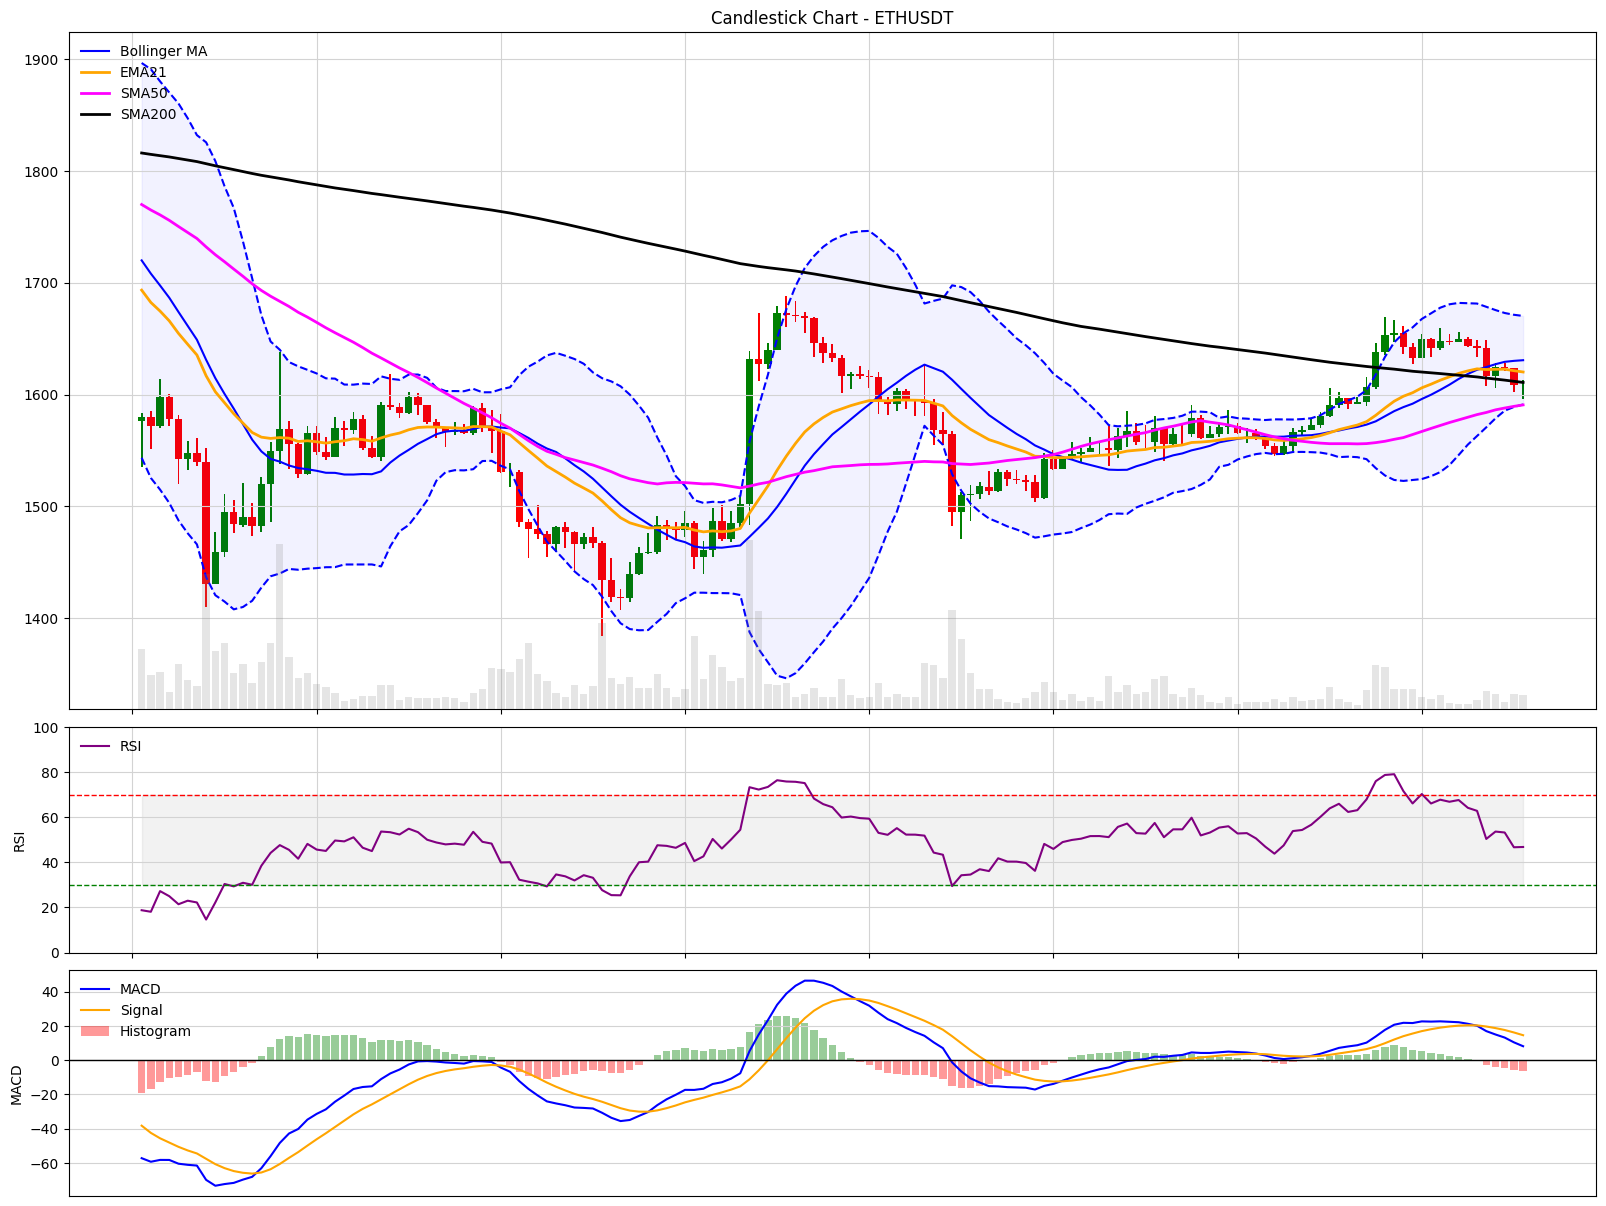 Candlestick Chart - ETHUSDT
Bollinger MA
EMA21
SMA50
SMA200
1900
1800
1700
1600
1500
1400
RSI
100
80
60
40
20
0
RSI
MACD
Signal
Histogram
40
20
0
−20
−40
−60
MACD